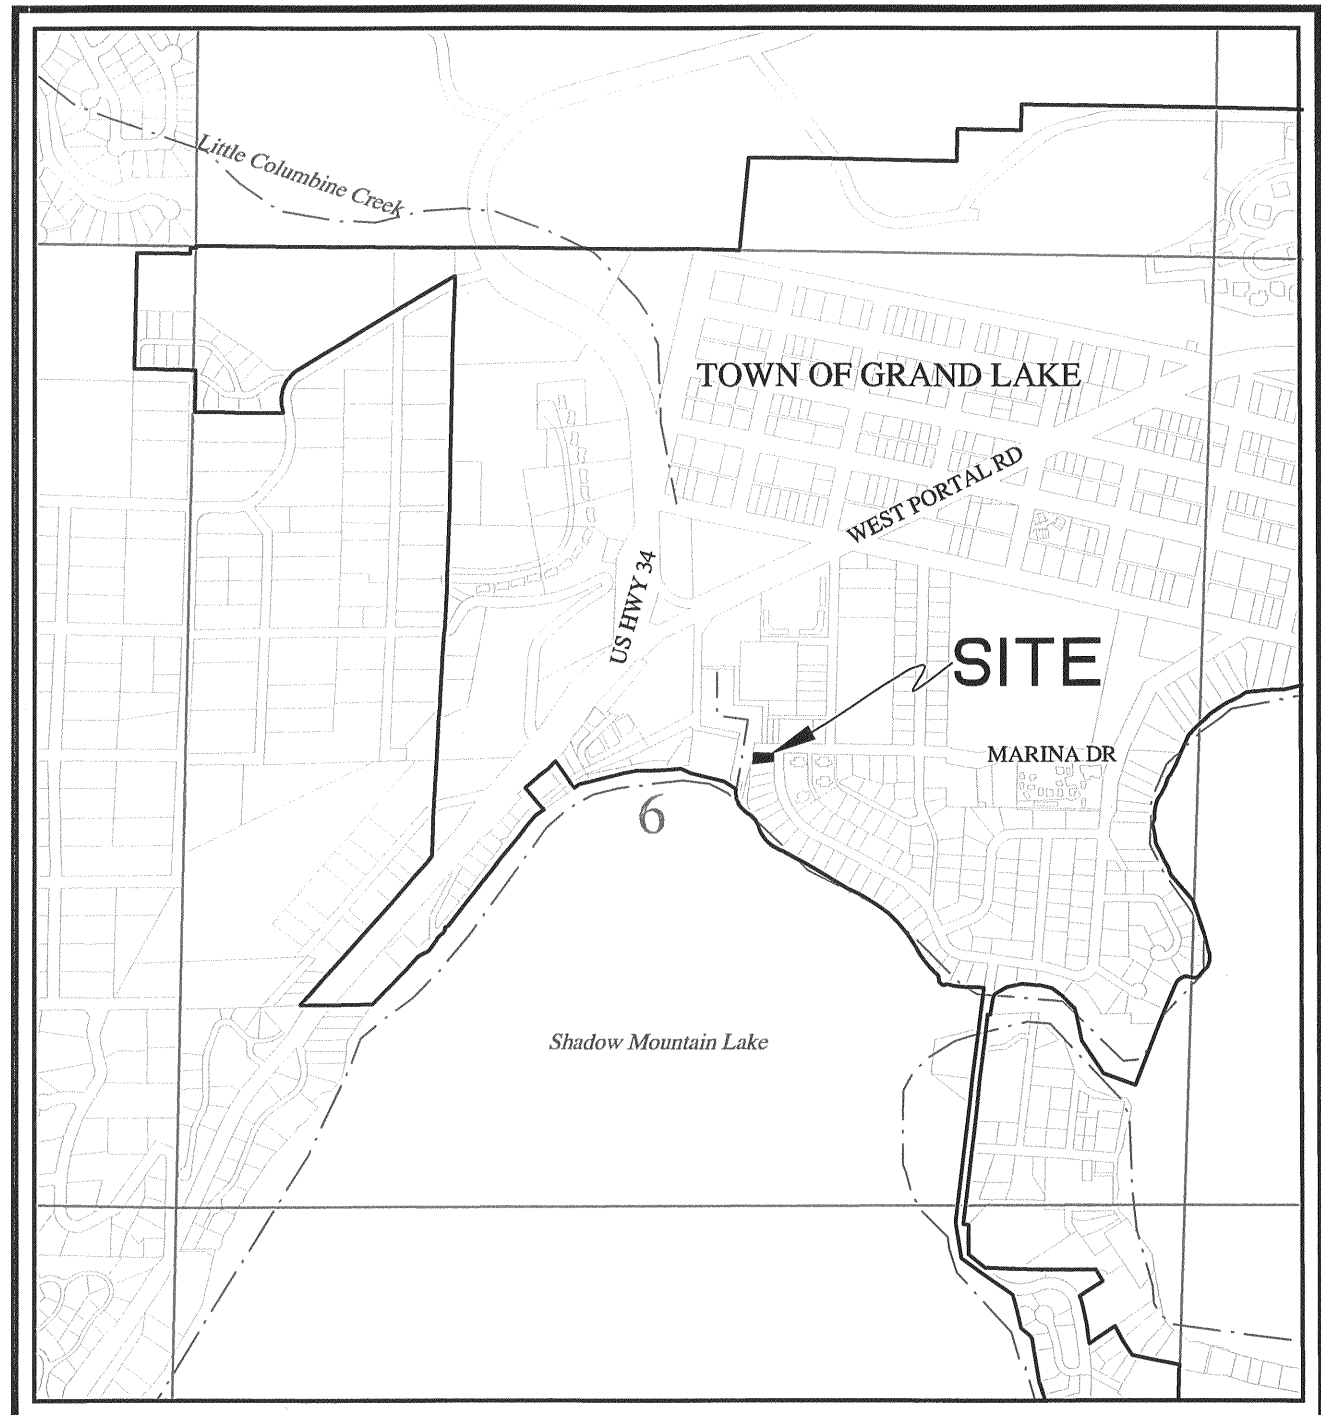 Little Columbine Creek
TOWN OF GRAND LAKE
WEST PORTAL RD
US HWY 34
SITE
MARINA DR
6
Shadow Mountain Lake